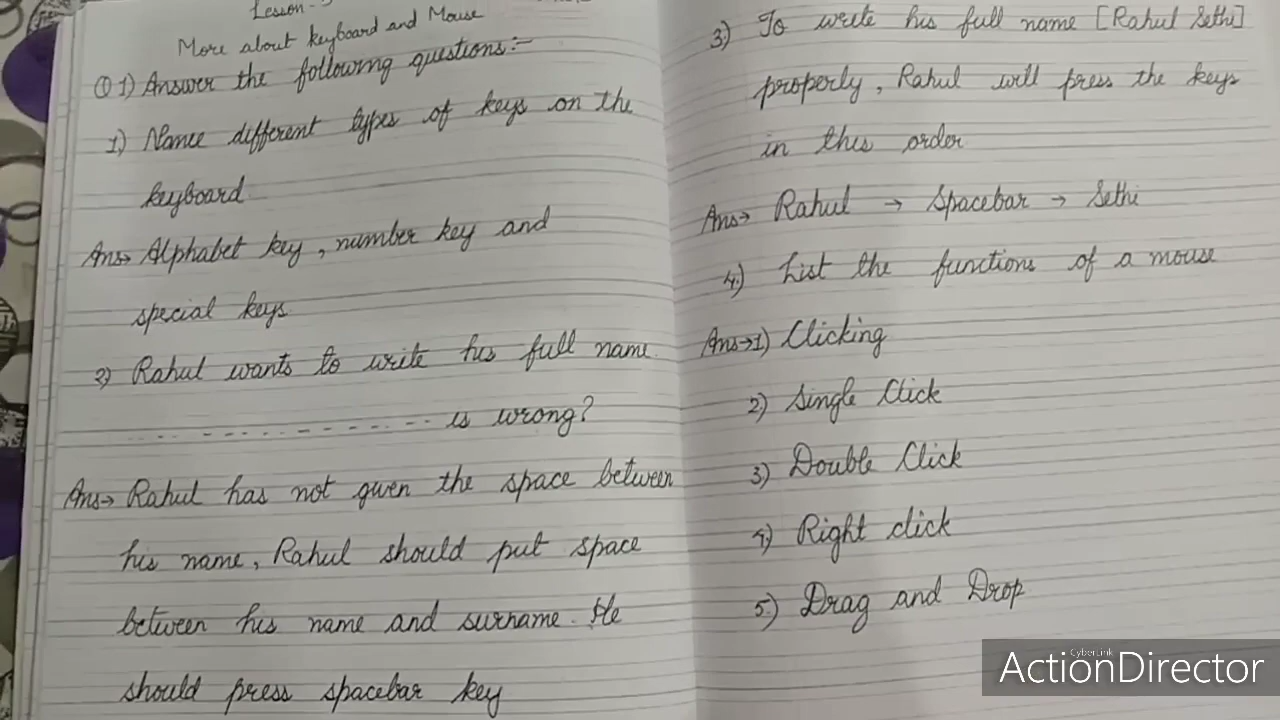 Lesson -
More about keyboard and Mouse
Q 1) Answer the following questions:-
1) Name different types of keys on the
keyboard
Ans→ Alphabet key, number key and
special keys
2) Rahul wants to write his full name
- - - - - - - - - - - - - is wrong?
Ans→ Rahul has not given the space between
his name, Rahul should put space
between his name and surname. He
should press spacebar key
3) To write his full name [Rahul Sethi]
properly, Rahul will press the keys
in this order
Ans→ Rahul → Spacebar → Sethi
4.) List the functions of a mouse
Ans→1) Clicking
2) Single Click
3) Double Click
4) Right click
5.) Drag and Drop
CyberLink
ActionDirector